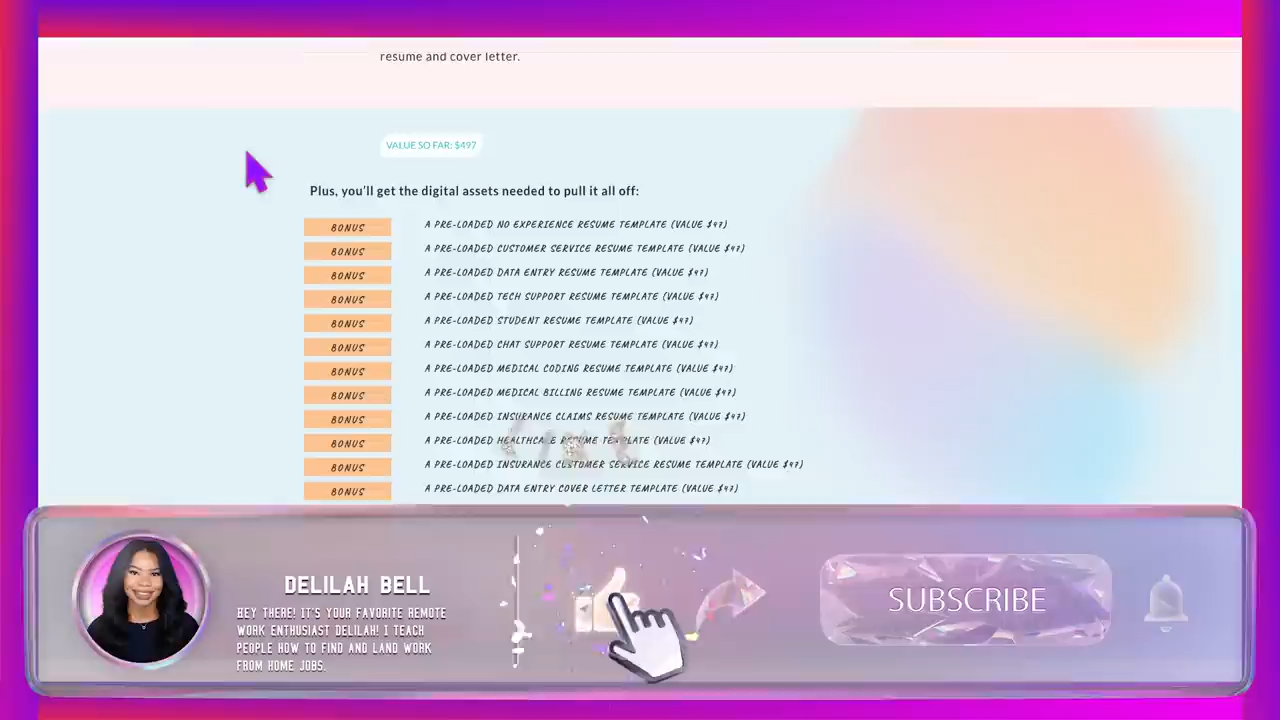 resume and cover letter.
VALUE SO FAR: $497
Plus, you'll get the digital assets needed to pull it all off:
BONUS A PRE-LOADED NO EXPERIENCE RESUME TEMPLATE (VALUE $47)
BONUS A PRE-LOADED CUSTOMER SERVICE RESUME TEMPLATE (VALUE $47)
BONUS A PRE-LOADED DATA ENTRY RESUME TEMPLATE (VALUE $47)
BONUS A PRE-LOADED TECH SUPPORT RESUME TEMPLATE (VALUE $47)
BONUS A PRE-LOADED STUDENT RESUME TEMPLATE (VALUE $47)
BONUS A PRE-LOADED CHAT SUPPORT RESUME TEMPLATE (VALUE $47)
BONUS A PRE-LOADED MEDICAL CODING RESUME TEMPLATE (VALUE $47)
BONUS A PRE-LOADED MEDICAL BILLING RESUME TEMPLATE (VALUE $47)
BONUS A PRE-LOADED INSURANCE CLAIMS RESUME TEMPLATE (VALUE $47)
BONUS A PRE-LOADED HEALTHCARE RESUME TEMPLATE (VALUE $47)
BONUS A PRE-LOADED INSURANCE CUSTOMER SERVICE RESUME TEMPLATE (VALUE $47)
BONUS A PRE-LOADED DATA ENTRY COVER LETTER TEMPLATE (VALUE $47)
DELILAH BELL
HEY THERE! IT'S YOUR FAVORITE REMOTE
WORK ENTHUSIAST DELILAH! I TEACH
PEOPLE HOW TO FIND AND LAND WORK
FROM HOME JOBS.
SUBSCRIBE